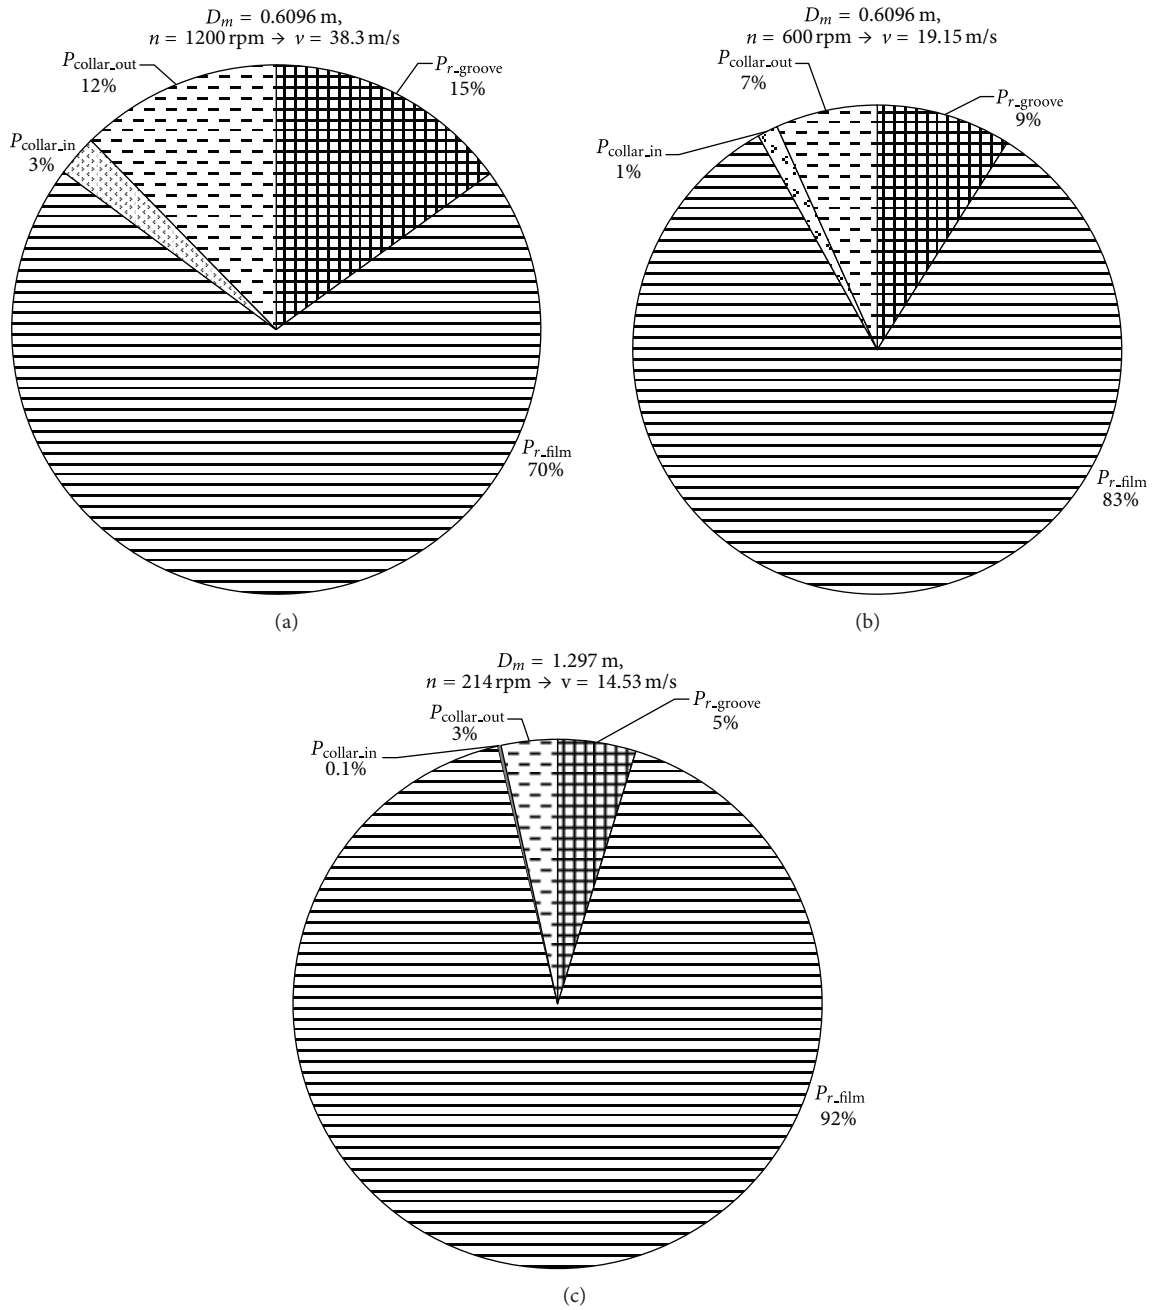 D_m = 0.6096 m,
n = 1200 rpm → v = 38.3 m/s
P_collar_out
12%
P_r_groove
15%
P_collar_in
3%
P_r_film
70%
(a)
D_m = 0.6096 m,
n = 600 rpm → v = 19.15 m/s
P_collar_out
7%
P_r_groove
9%
P_collar_in
1%
P_r_film
83%
(b)
D_m = 1.297 m,
n = 214 rpm → v = 14.53 m/s
P_collar_out
3%
P_r_groove
5%
P_collar_in
0.1%
P_r_film
92%
(c)